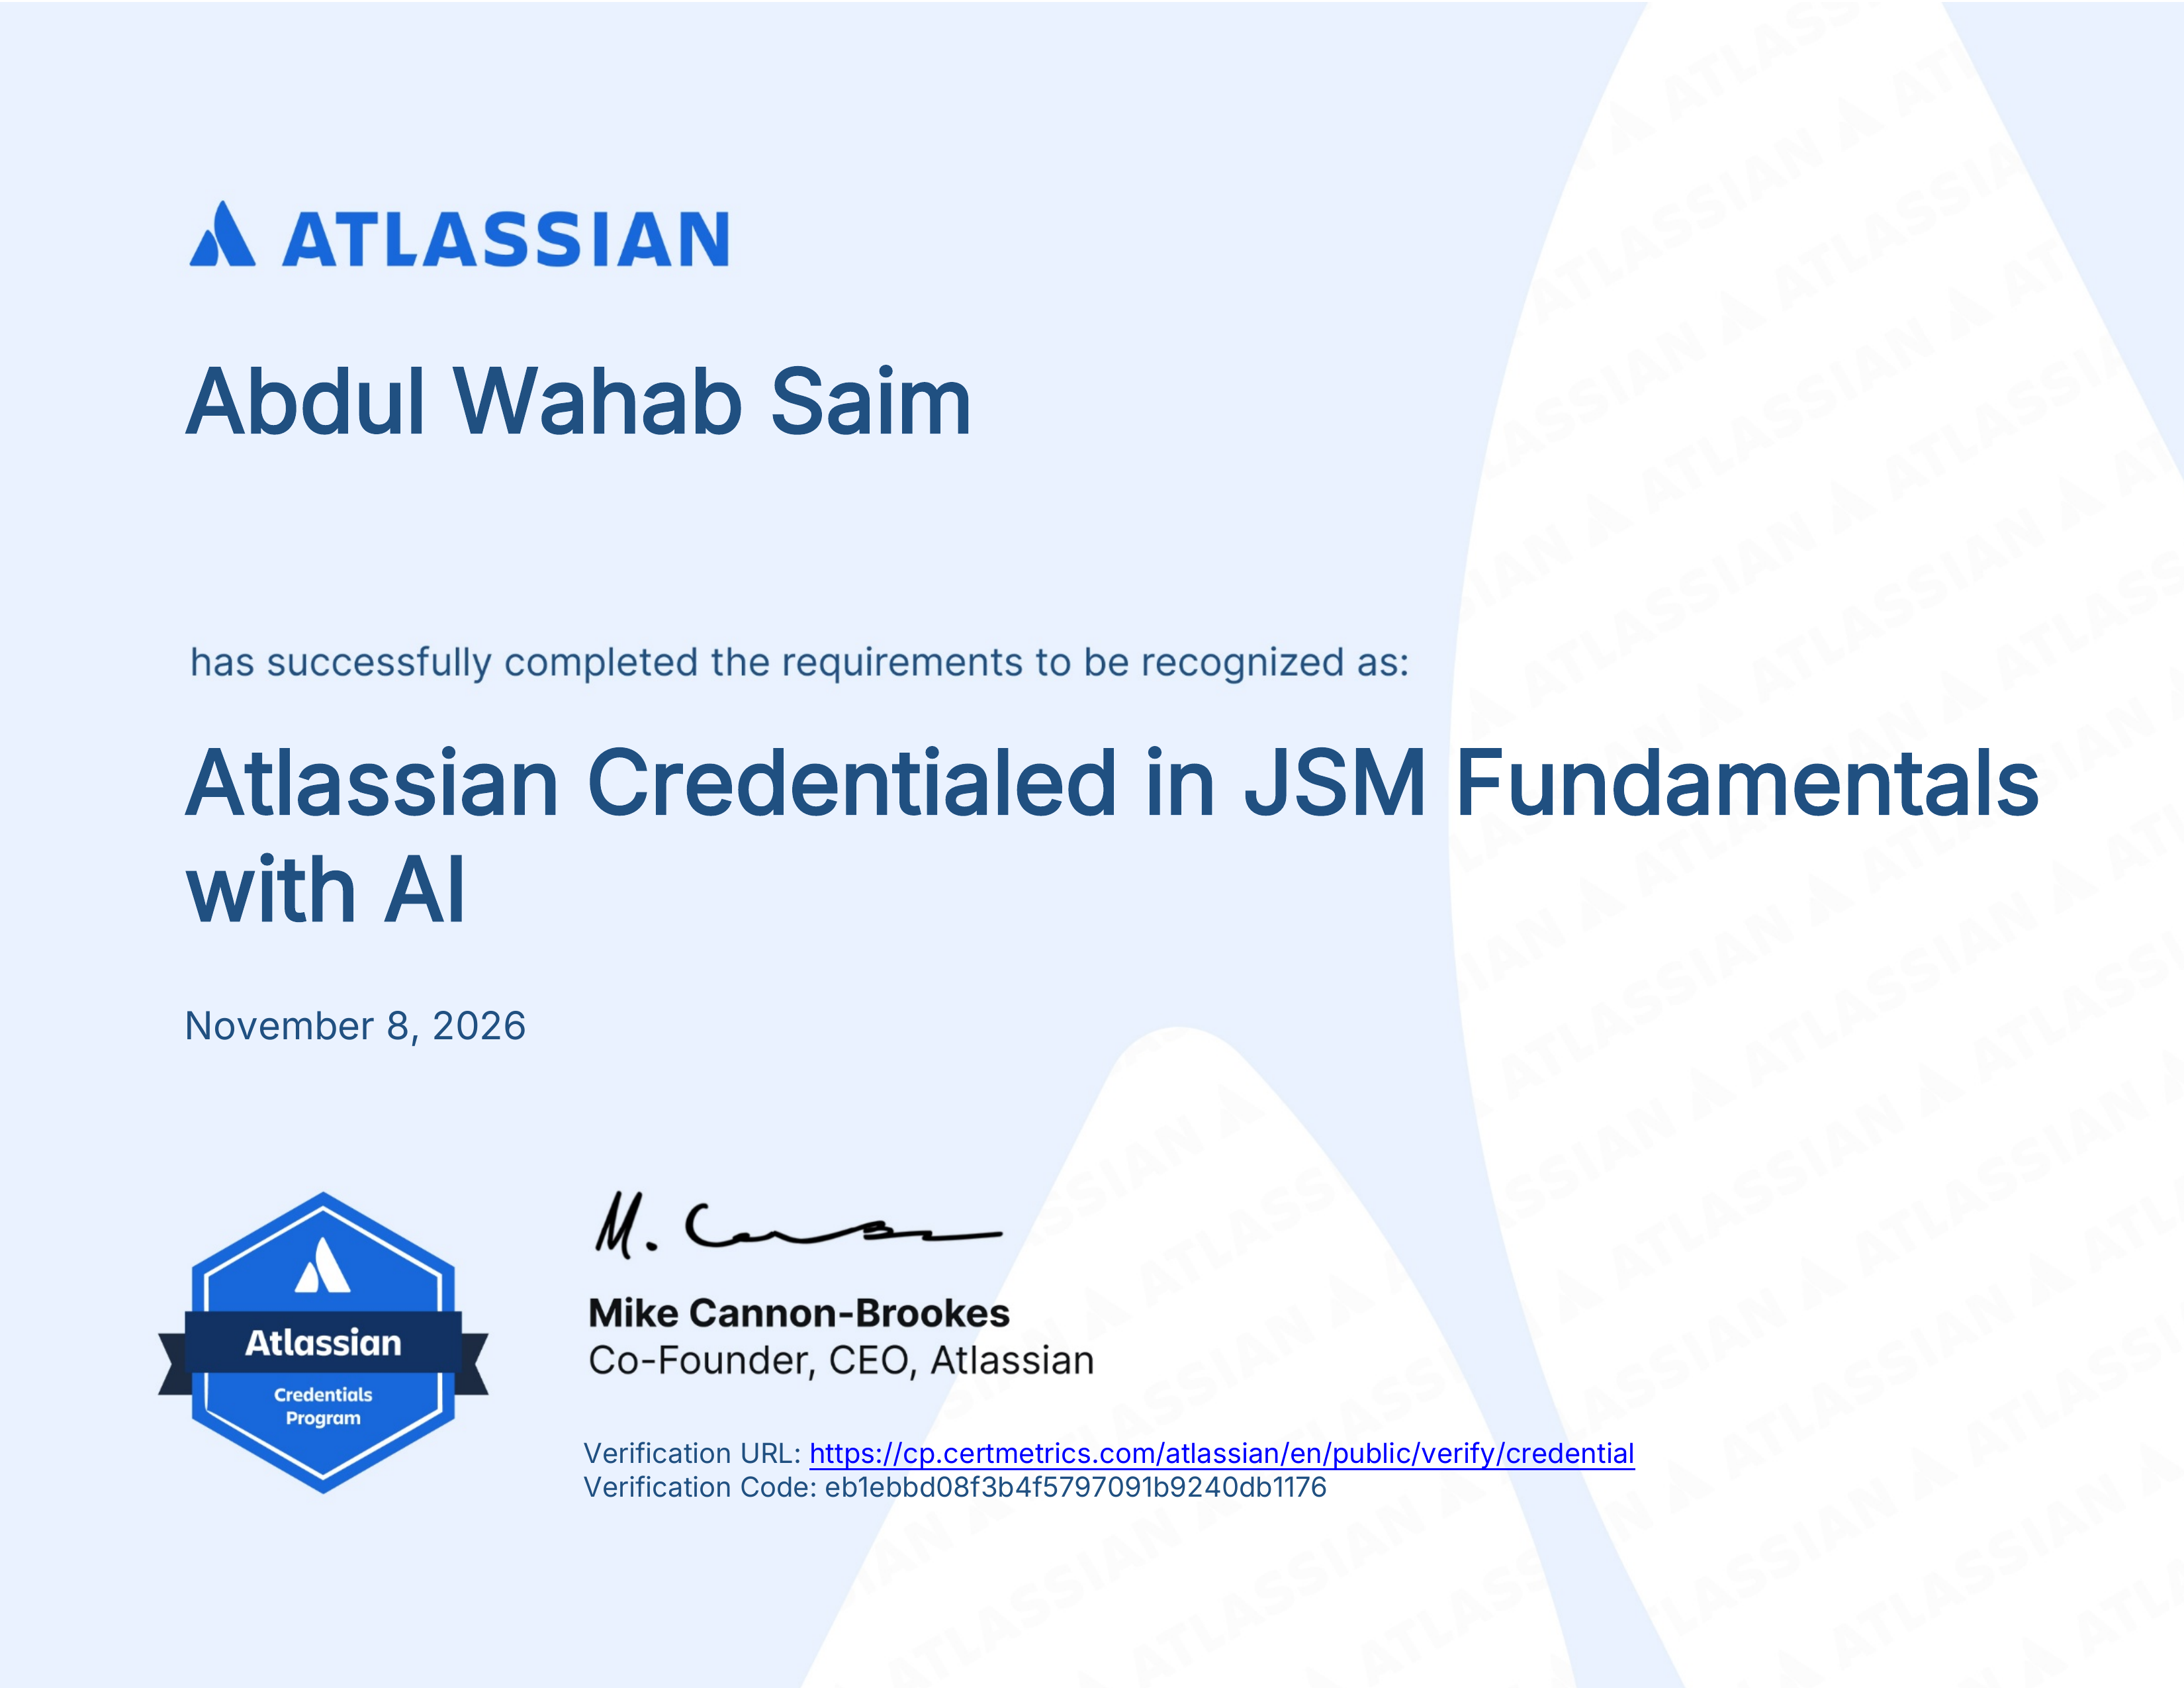 ATLASSIAN
Abdul Wahab Saim
has successfully completed the requirements to be recognized as:
Atlassian Credentialed in JSM Fundamentals
with AI
November 8, 2026
Atlassian
Credentials
Program
Mike Cannon-Brookes
Co-Founder, CEO, Atlassian
Verification URL: https://cp.certmetrics.com/atlassian/en/public/verify/credential
Verification Code: eb1ebbd08f3b4f5797091b9240db1176